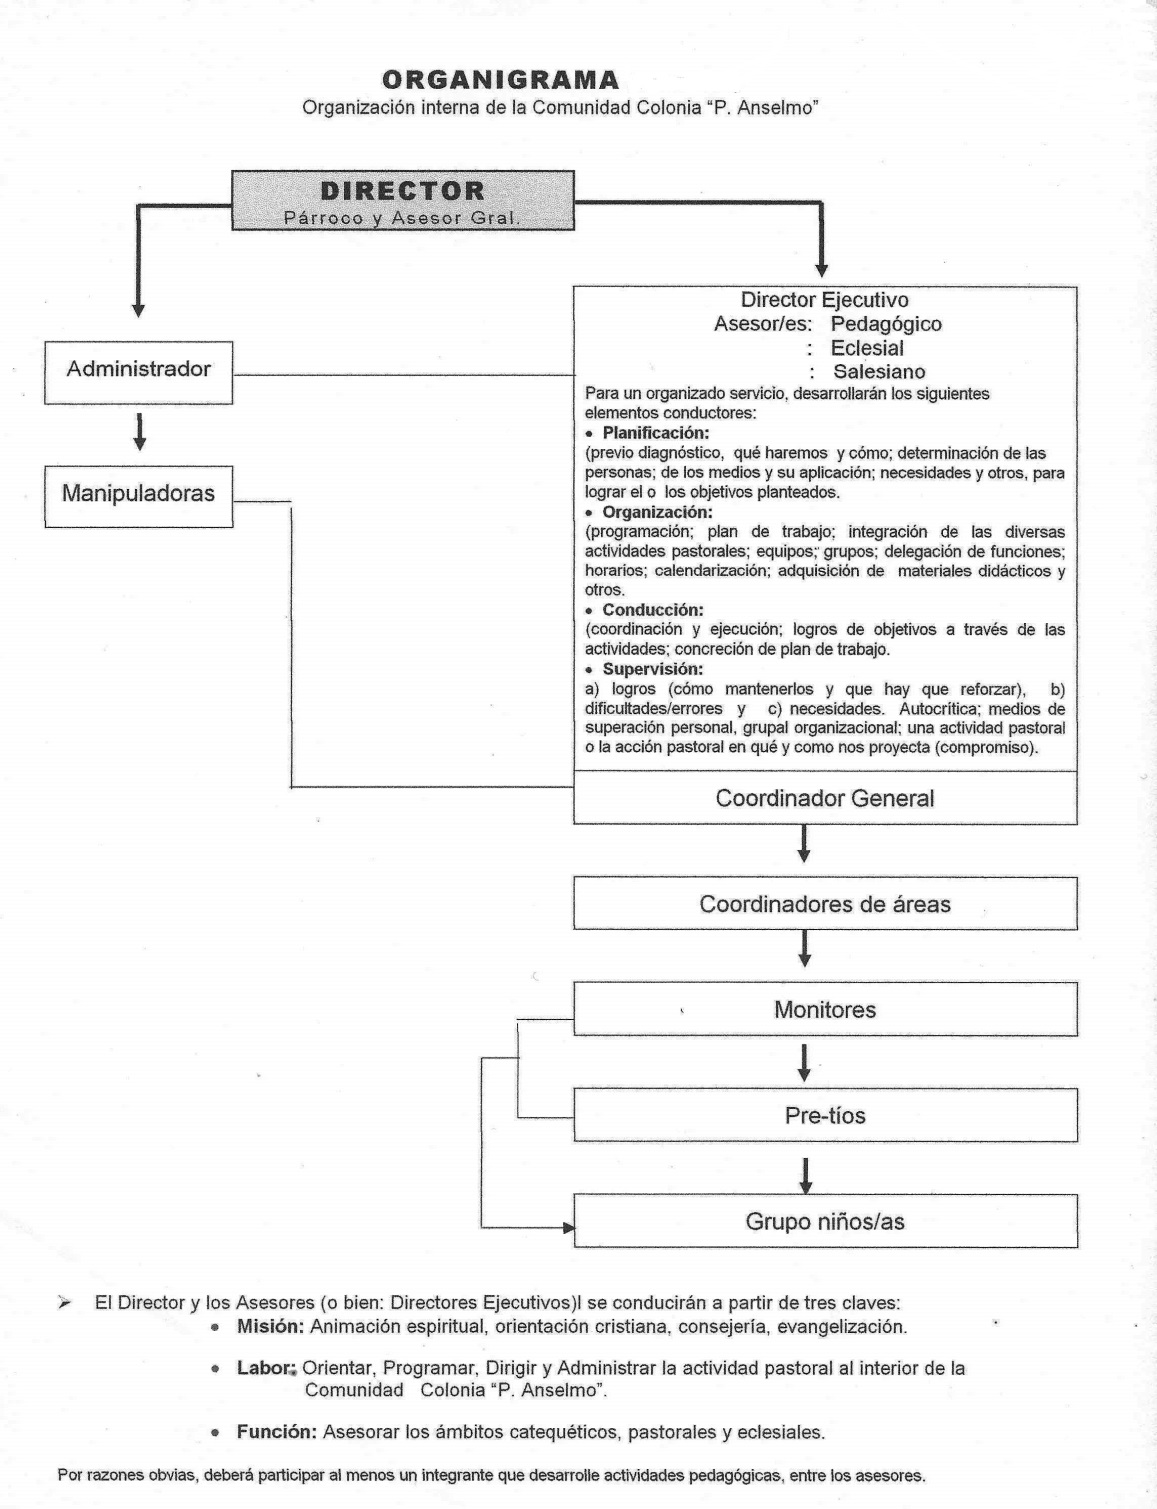 ORGANIGRAMA
Organización interna de la Comunidad Colonia “P. Anselmo”
DIRECTOR
Párroco y Asesor Gral.
Administrador
Manipuladoras
Director Ejecutivo
Asesor/es: Pedagógico
: Eclesial
: Salesiano
Para un organizado servicio, desarrollarán los siguientes
elementos conductores:
• Planificación:
(previo diagnóstico, qué haremos y cómo; determinación de las
personas; de los medios y su aplicación; necesidades y otros, para
lograr el o los objetivos planteados.
• Organización:
(programación; plan de trabajo; integración de las diversas
actividades pastorales; equipos; grupos; delegación de funciones;
horarios; calendarización; adquisición de materiales didácticos y
otros.
• Conducción:
(coordinación y ejecución; logros de objetivos a través de las
actividades; concreción de plan de trabajo.
• Supervisión:
a) logros (cómo mantenerlos y que hay que reforzar), b)
dificultades/errores y c) necesidades. Autocrítica; medios de
superación personal, grupal organizacional; una actividad pastoral
o la acción pastoral en qué y como nos proyecta (compromiso).
Coordinador General
Coordinadores de áreas
Monitores
Pre-tíos
Grupo niños/as
➢ El Director y los Asesores (o bien: Directores Ejecutivos)l se conducirán a partir de tres claves:
• Misión: Animación espiritual, orientación cristiana, consejería, evangelización.
• Labor: Orientar, Programar, Dirigir y Administrar la actividad pastoral al interior de la
Comunidad Colonia “P. Anselmo”.
• Función: Asesorar los ámbitos catequéticos, pastorales y eclesiales.
Por razones obvias, deberá participar al menos un integrante que desarrolle actividades pedagógicas, entre los asesores.